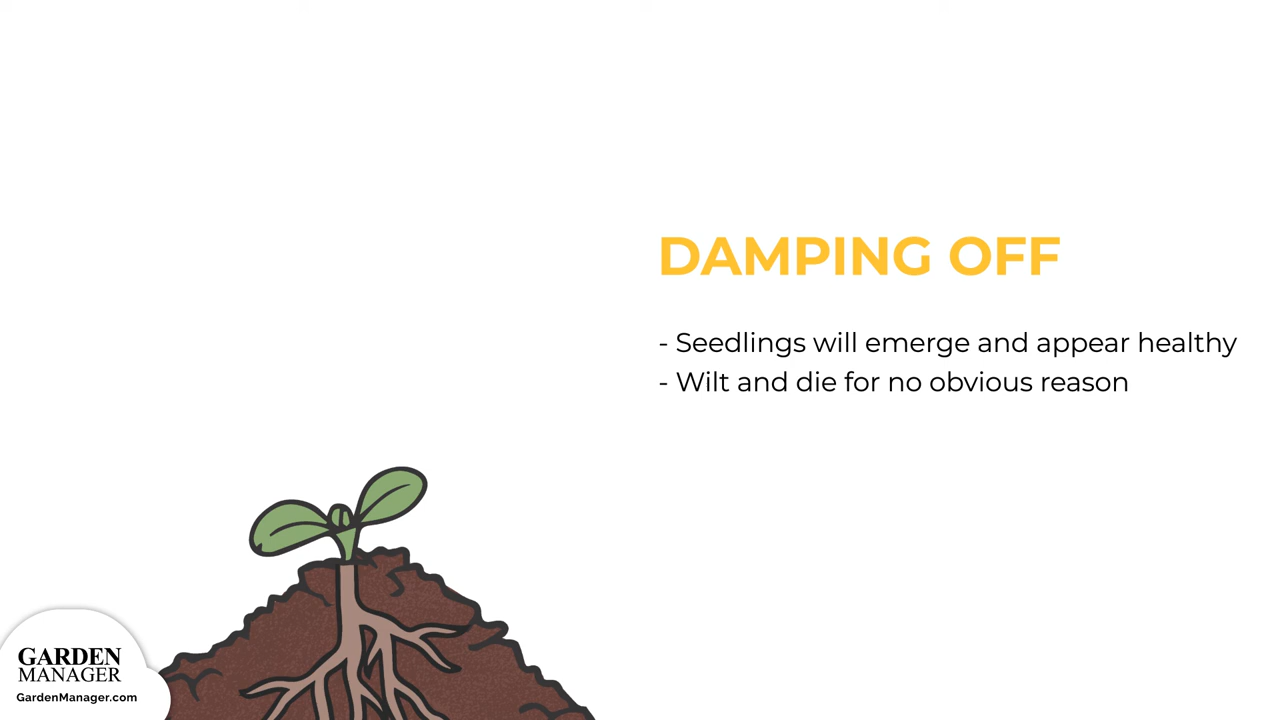 DAMPING OFF
- Seedlings will emerge and appear healthy
- Wilt and die for no obvious reason
GARDEN
MANAGER
GardenManager.com